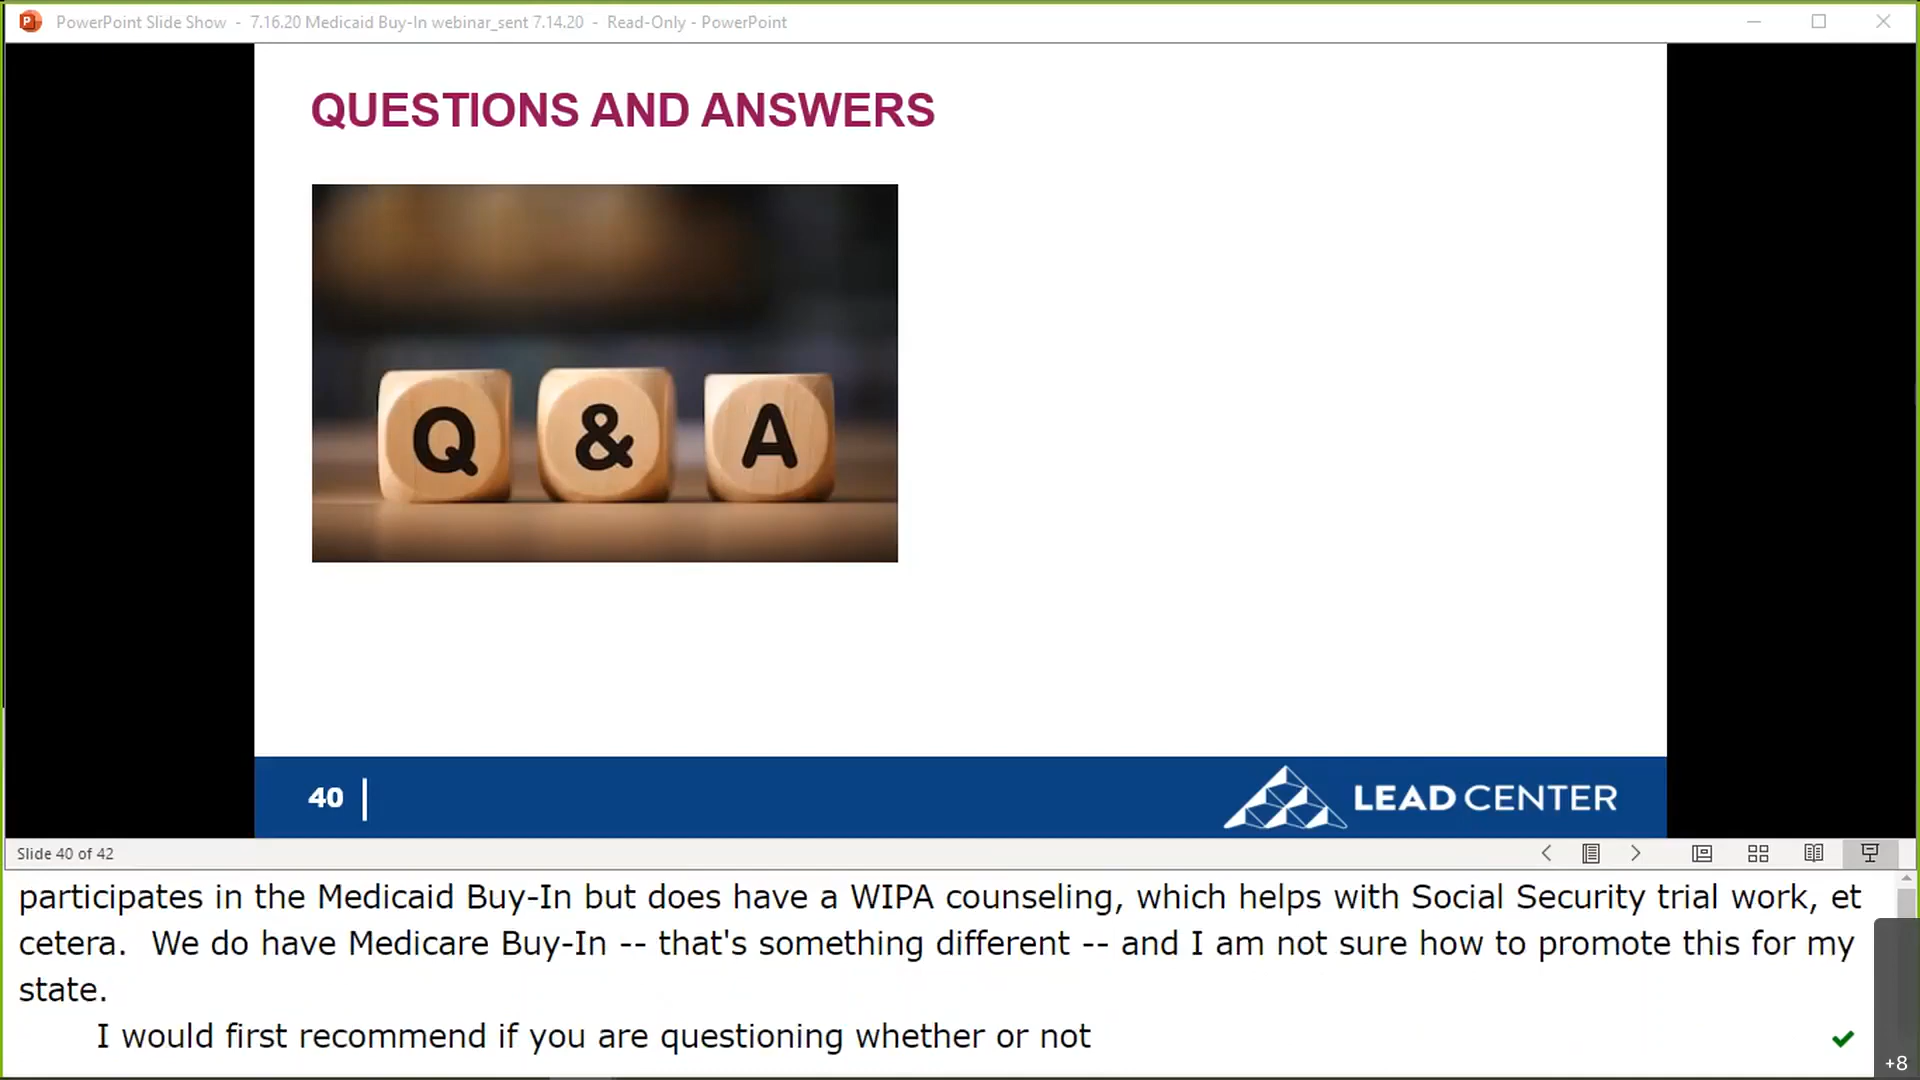 PowerPoint Slide Show - 7.16.20 Medicaid Buy-In webinar_sent 7.14.20 - Read-Only - PowerPoint
QUESTIONS AND ANSWERS
Q & A
40
LEAD CENTER
Slide 40 of 42
participates in the Medicaid Buy-In but does have a WIPA counseling, which helps with Social Security trial work, et
cetera. We do have Medicare Buy-In -- that's something different -- and I am not sure how to promote this for my
state.
I would first recommend if you are questioning whether or not
+8